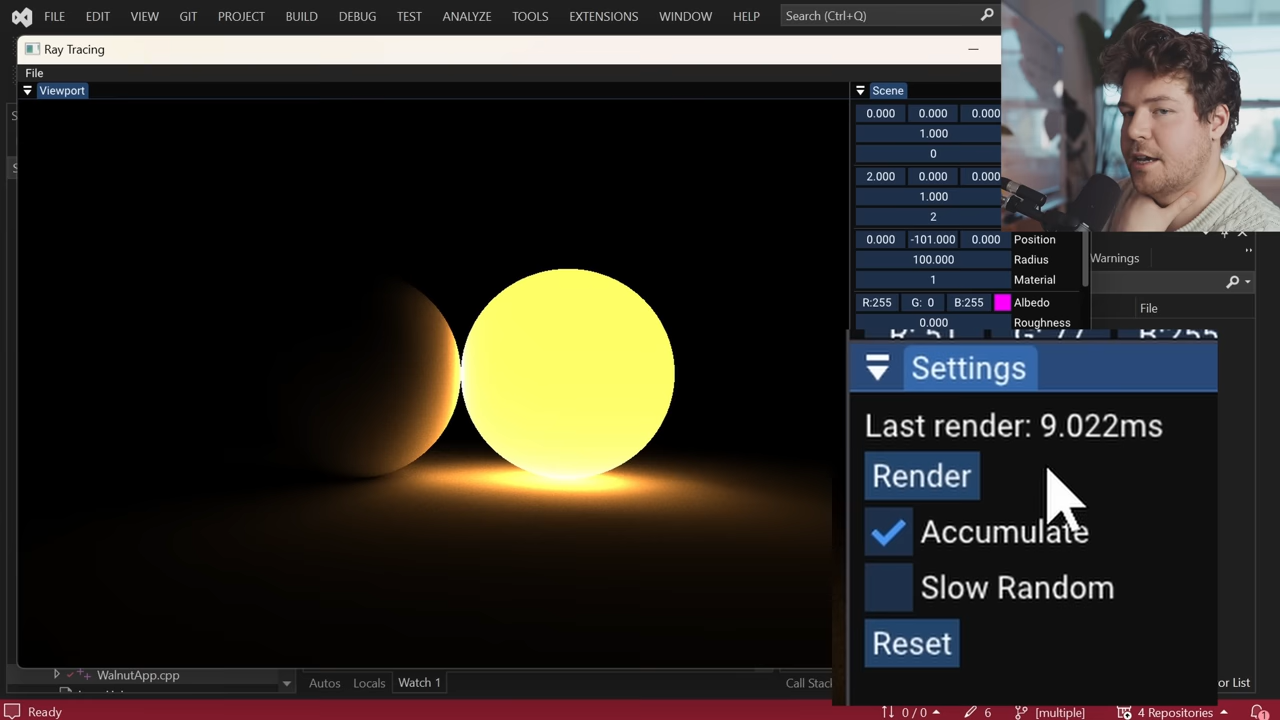 FILE EDIT VIEW GIT PROJECT BUILD DEBUG TEST ANALYZE TOOLS EXTENSIONS WINDOW HELP Search (Ctrl+Q)
Ray Tracing
File
Viewport
Scene
0.000 0.000 0.000
1.000
0
2.000 0.000 0.000
1.000
2
0.000 -101.000 0.000 Position
100.000 Radius
1 Material
R:255 G: 0 B:255 Albedo
0.000 Roughness
Warnings
File
Settings
Last render: 9.022ms
Render
Accumulate
Slow Random
Reset
WalnutApp.cpp
Autos Locals Watch 1 Call Stack
or List
Ready 0 / 0 6 [multiple] 4 Repositories